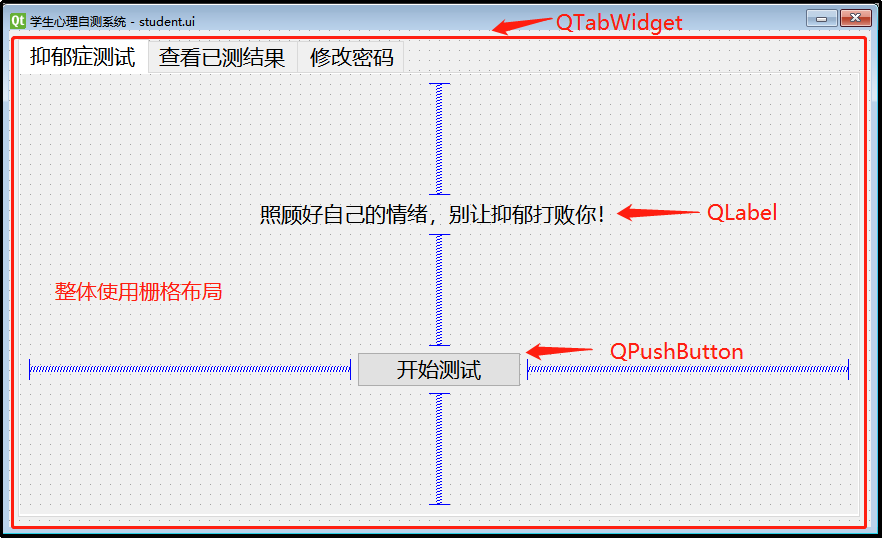 Qt 学生心理自测系统 - student.ui
QTabWidget
抑郁症测试 查看已测结果 修改密码
照顾好自己的情绪，别让抑郁打败你！
QLabel
整体使用栅格布局
QPushButton
开始测试